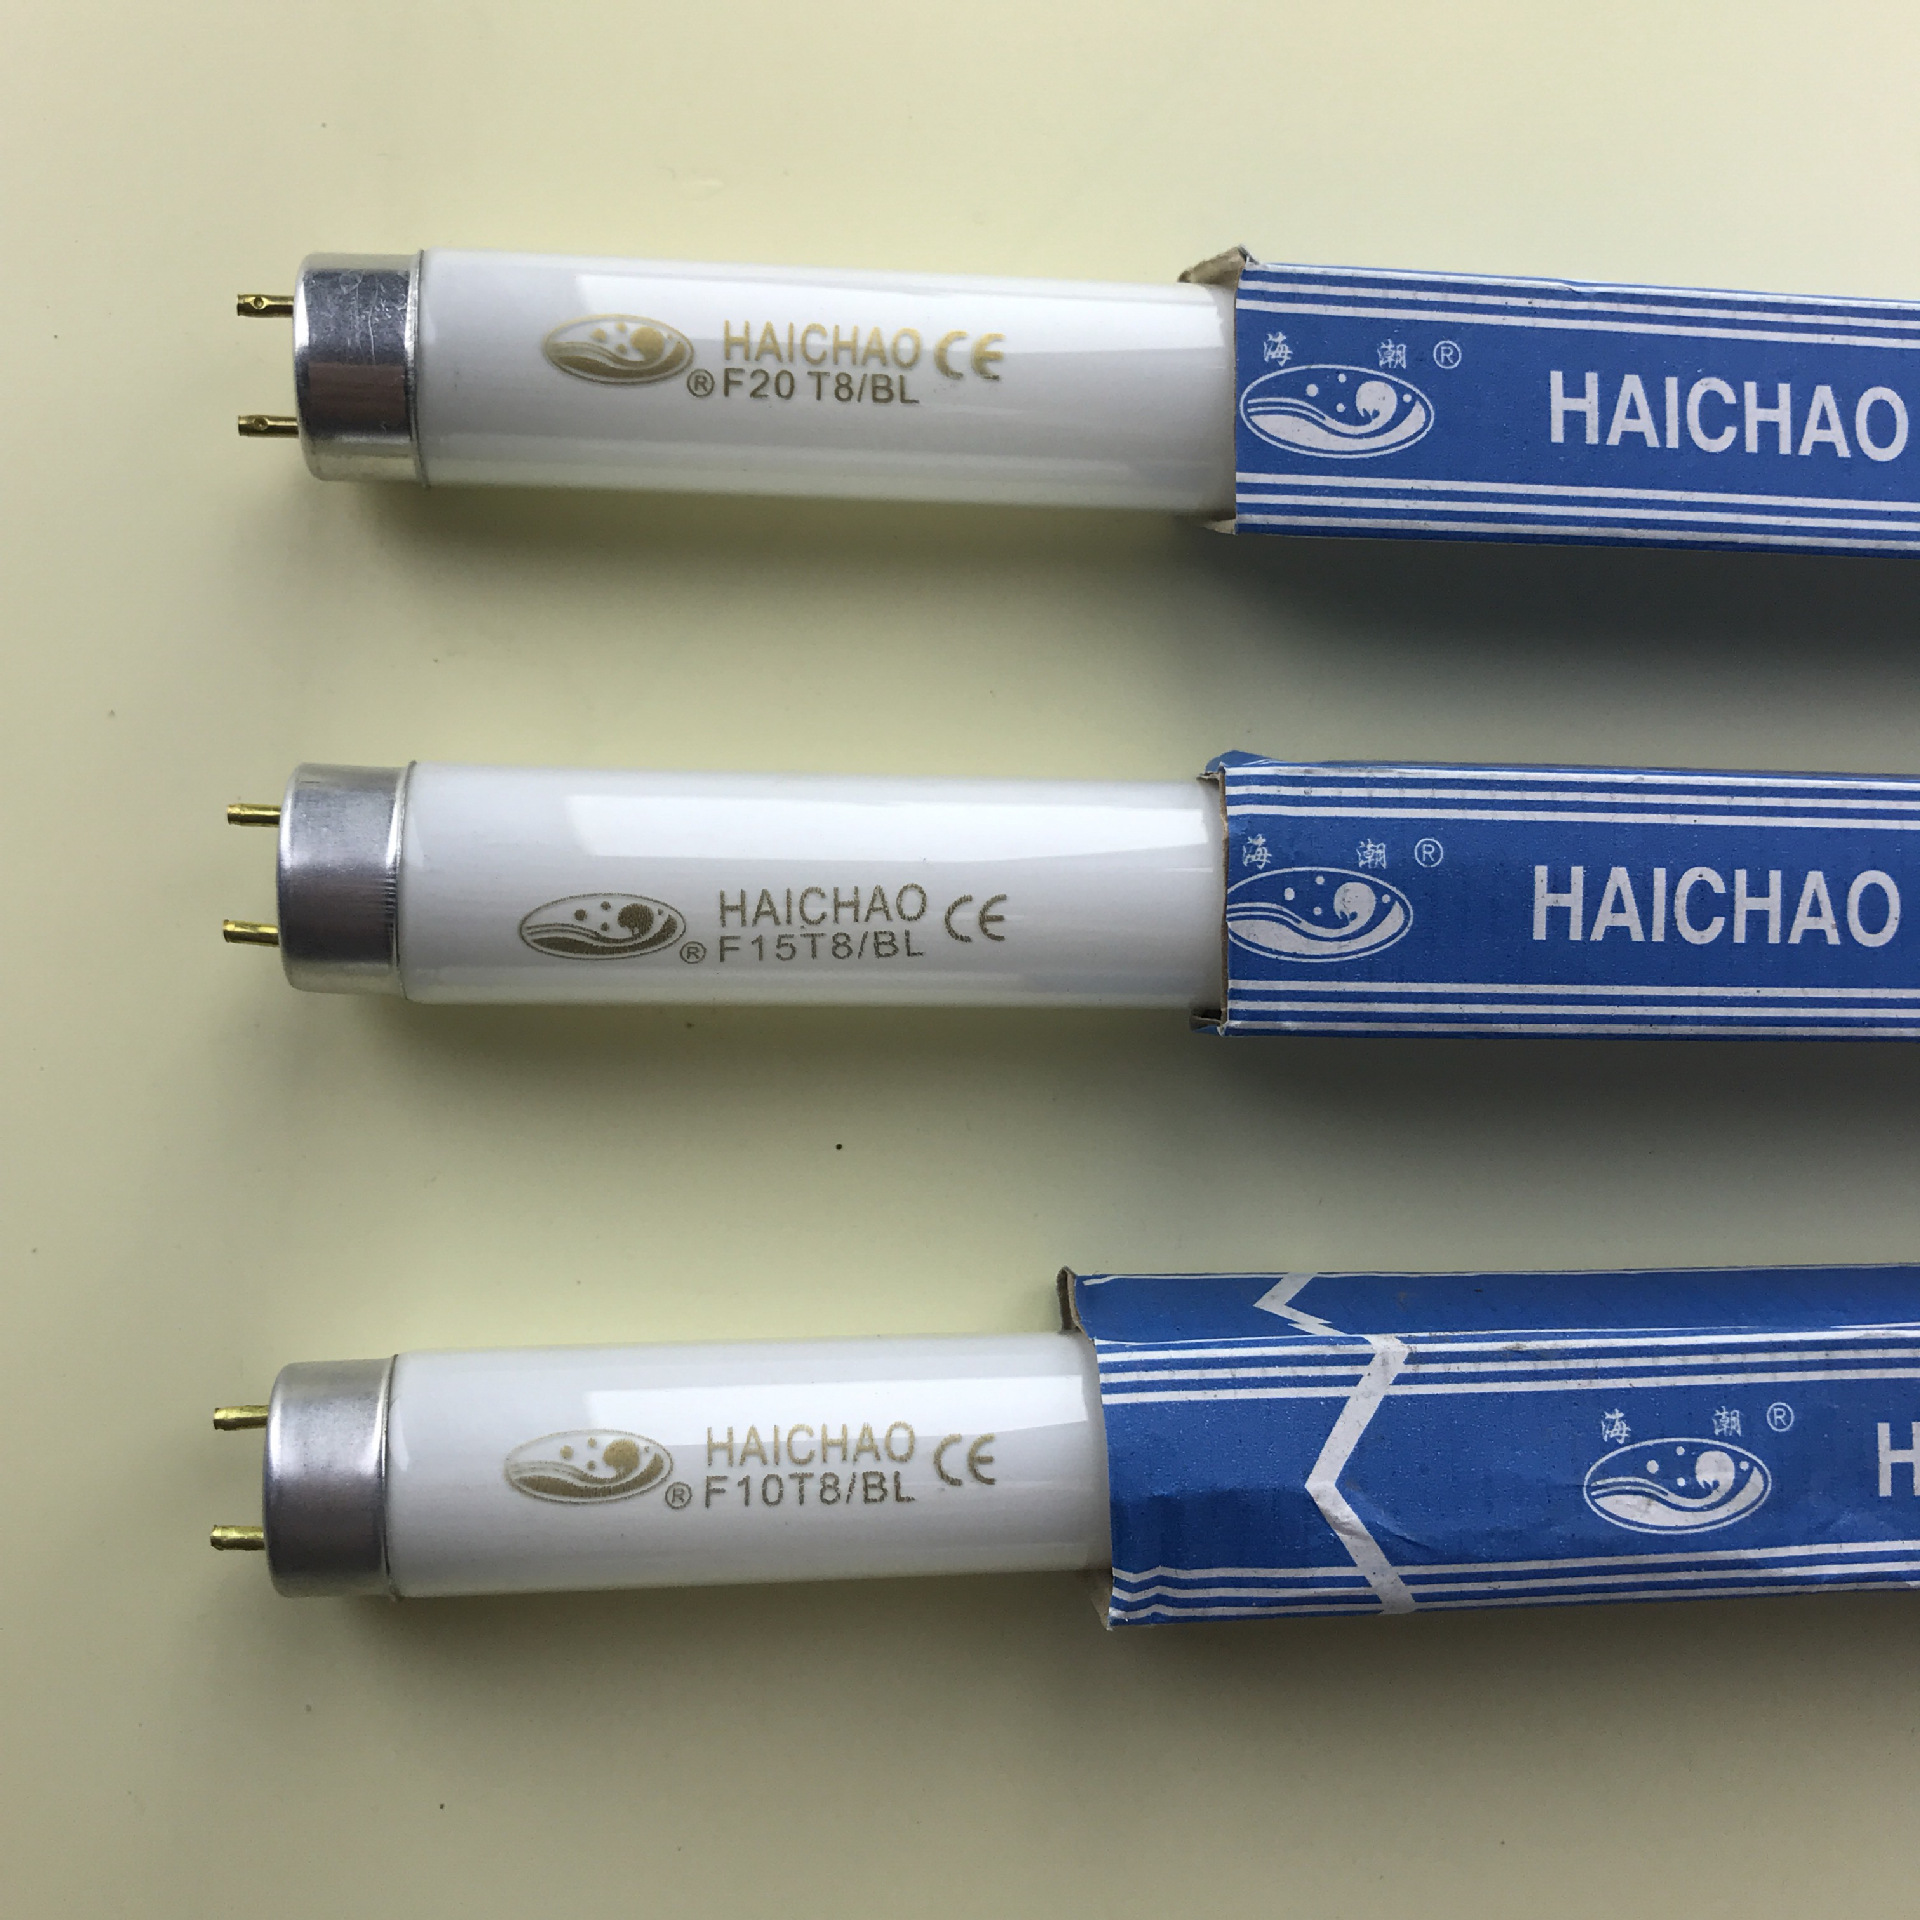 HAICHAO CE
® F20 T8/BL
海 潮 ®
HAICHAO
HAICHAO CE
® F15T8/BL
海 潮 ®
HAICHAO
HAICHAO CE
® F10T8/BL
海 潮 ®
H